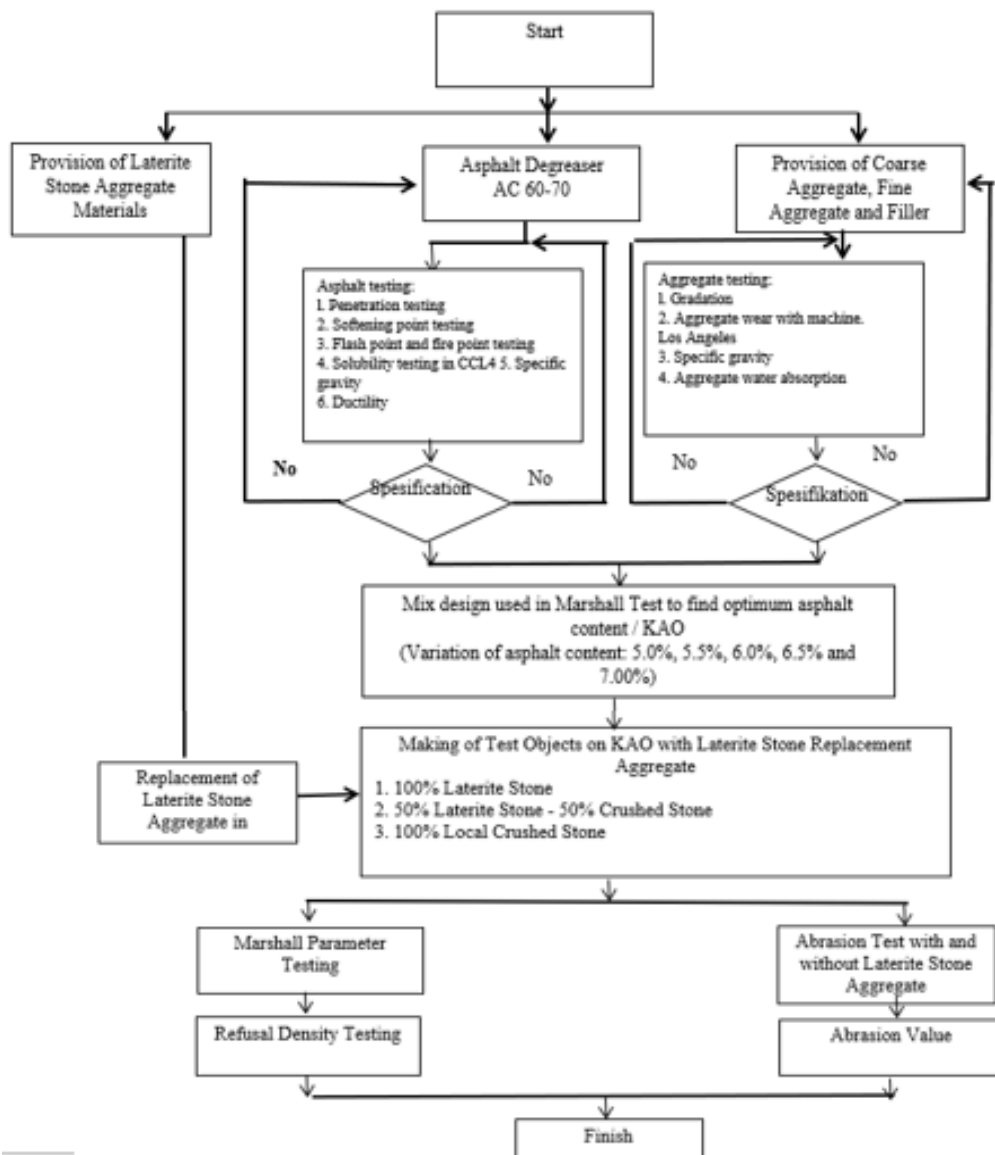 Start
Provision of Laterite
Stone Aggregate
Materials
Asphalt Degreaser
AC 60-70
Provision of Coarse
Aggregate, Fine
Aggregate and Filler
Asphalt testing:
1. Penetration testing
2. Softening point testing
3. Flash point and fire point testing
4. Solubility testing in CCL4 5. Specific
gravity
6. Ductility
Aggregate testing:
1. Gradation
2. Aggregate wear with machine.
Los Angeles
3. Specific gravity
4. Aggregate water absorption
No
Spesification
No
No
Spesifikation
No
Mix design used in Marshall Test to find optimum asphalt
content / KAO
(Variation of asphalt content: 5.0%, 5.5%, 6.0%, 6.5% and
7.00%)
Replacement of
Laterite Stone
Aggregate in
Making of Test Objects on KAO with Laterite Stone Replacement
Aggregate
1. 100% Laterite Stone
2. 50% Laterite Stone - 50% Crushed Stone
3. 100% Local Crushed Stone
Marshall Parameter
Testing
Abrasion Test with and
without Laterite Stone
Aggregate
Refusal Density Testing
Abrasion Value
Finish